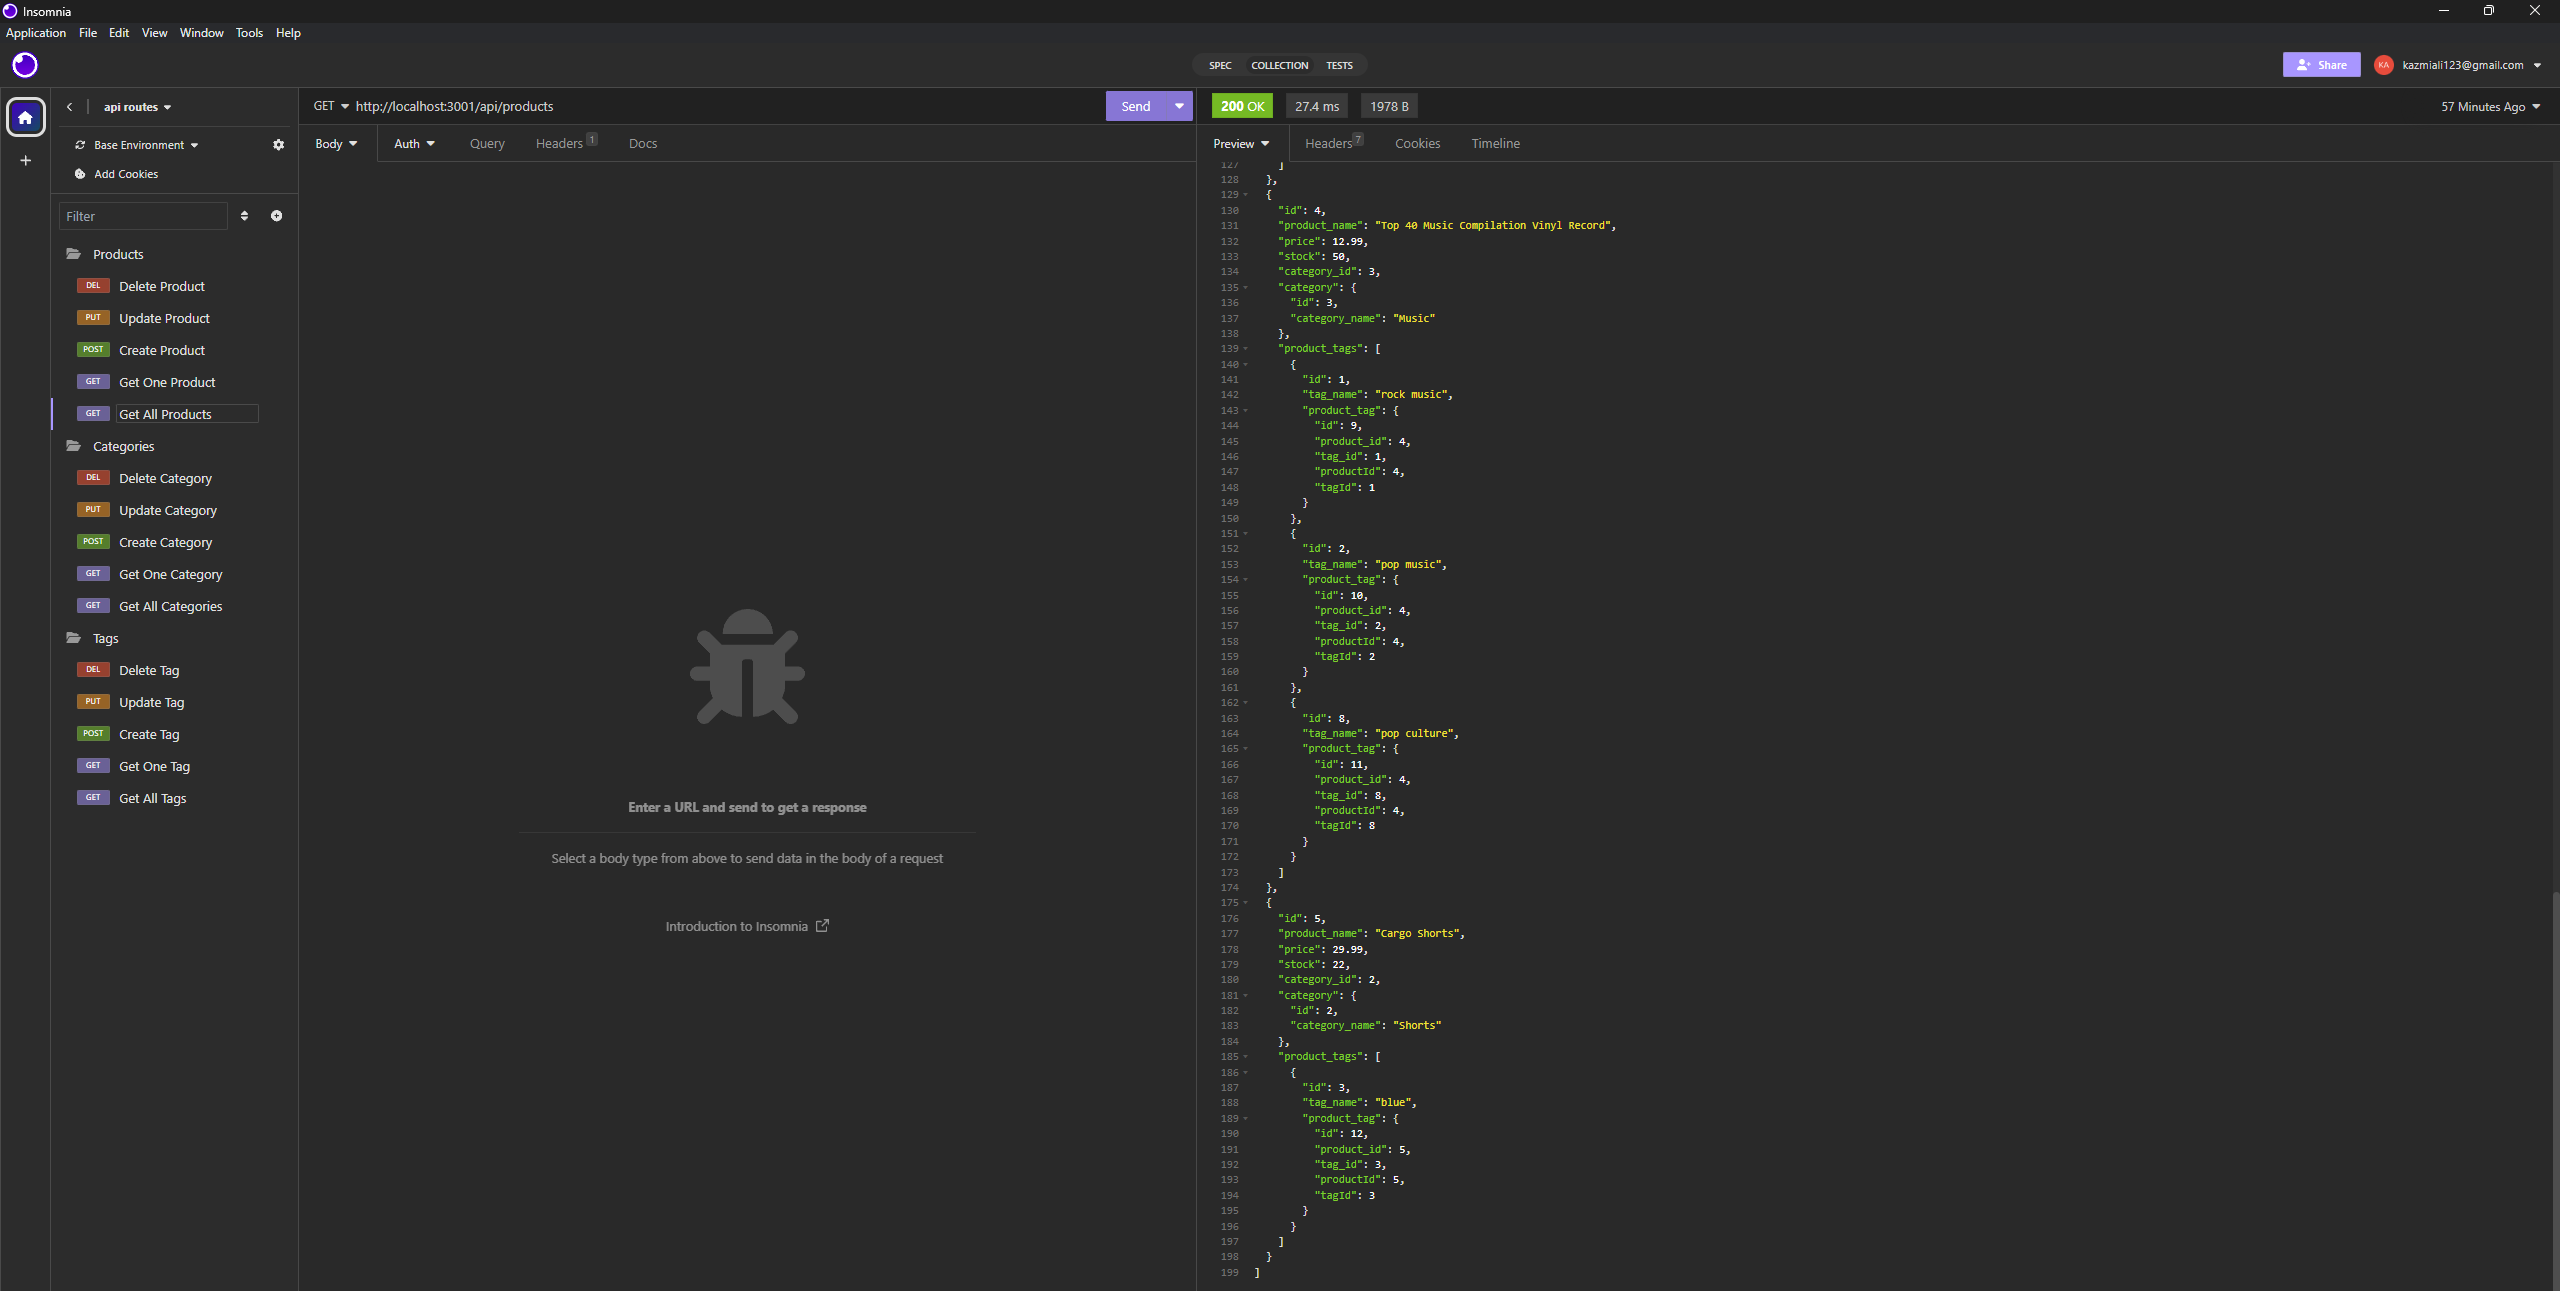 Insomnia
Application File Edit View Window Tools Help
SPEC COLLECTION TESTS
Share
KA kazmiali123@gmail.com
api routes
Base Environment
Add Cookies
Filter
Products
DEL Delete Product
PUT Update Product
POST Create Product
GET Get One Product
GET Get All Products
Categories
DEL Delete Category
PUT Update Category
POST Create Category
GET Get One Category
GET Get All Categories
Tags
DEL Delete Tag
PUT Update Tag
POST Create Tag
GET Get One Tag
GET Get All Tags
GET http://localhost:3001/api/products
Send
Body Auth Query Headers 1 Docs
Enter a URL and send to get a response
Select a body type from above to send data in the body of a request
Introduction to Insomnia
200 OK 27.4 ms 1978 B
57 Minutes Ago
Preview Headers 7 Cookies Timeline
127 ]
128 },
129 {
130 "id": 4,
131 "product_name": "Top 40 Music Compilation Vinyl Record",
132 "price": 12.99,
133 "stock": 50,
134 "category_id": 3,
135 "category": {
136 "id": 3,
137 "category_name": "Music"
138 },
139 "product_tags": [
140 {
141 "id": 1,
142 "tag_name": "rock music",
143 "product_tag": {
144 "id": 9,
145 "product_id": 4,
146 "tag_id": 1,
147 "productId": 4,
148 "tagId": 1
149 }
150 },
151 {
152 "id": 2,
153 "tag_name": "pop music",
154 "product_tag": {
155 "id": 10,
156 "product_id": 4,
157 "tag_id": 2,
158 "productId": 4,
159 "tagId": 2
160 }
161 },
162 {
163 "id": 8,
164 "tag_name": "pop culture",
165 "product_tag": {
166 "id": 11,
167 "product_id": 4,
168 "tag_id": 8,
169 "productId": 4,
170 "tagId": 8
171 }
172 }
173 ]
174 },
175 {
176 "id": 5,
177 "product_name": "Cargo Shorts",
178 "price": 29.99,
179 "stock": 22,
180 "category_id": 2,
181 "category": {
182 "id": 2,
183 "category_name": "Shorts"
184 },
185 "product_tags": [
186 {
187 "id": 3,
188 "tag_name": "blue",
189 "product_tag": {
190 "id": 12,
191 "product_id": 5,
192 "tag_id": 3,
193 "productId": 5,
194 "tagId": 3
195 }
196 }
197 ]
198 }
199 ]